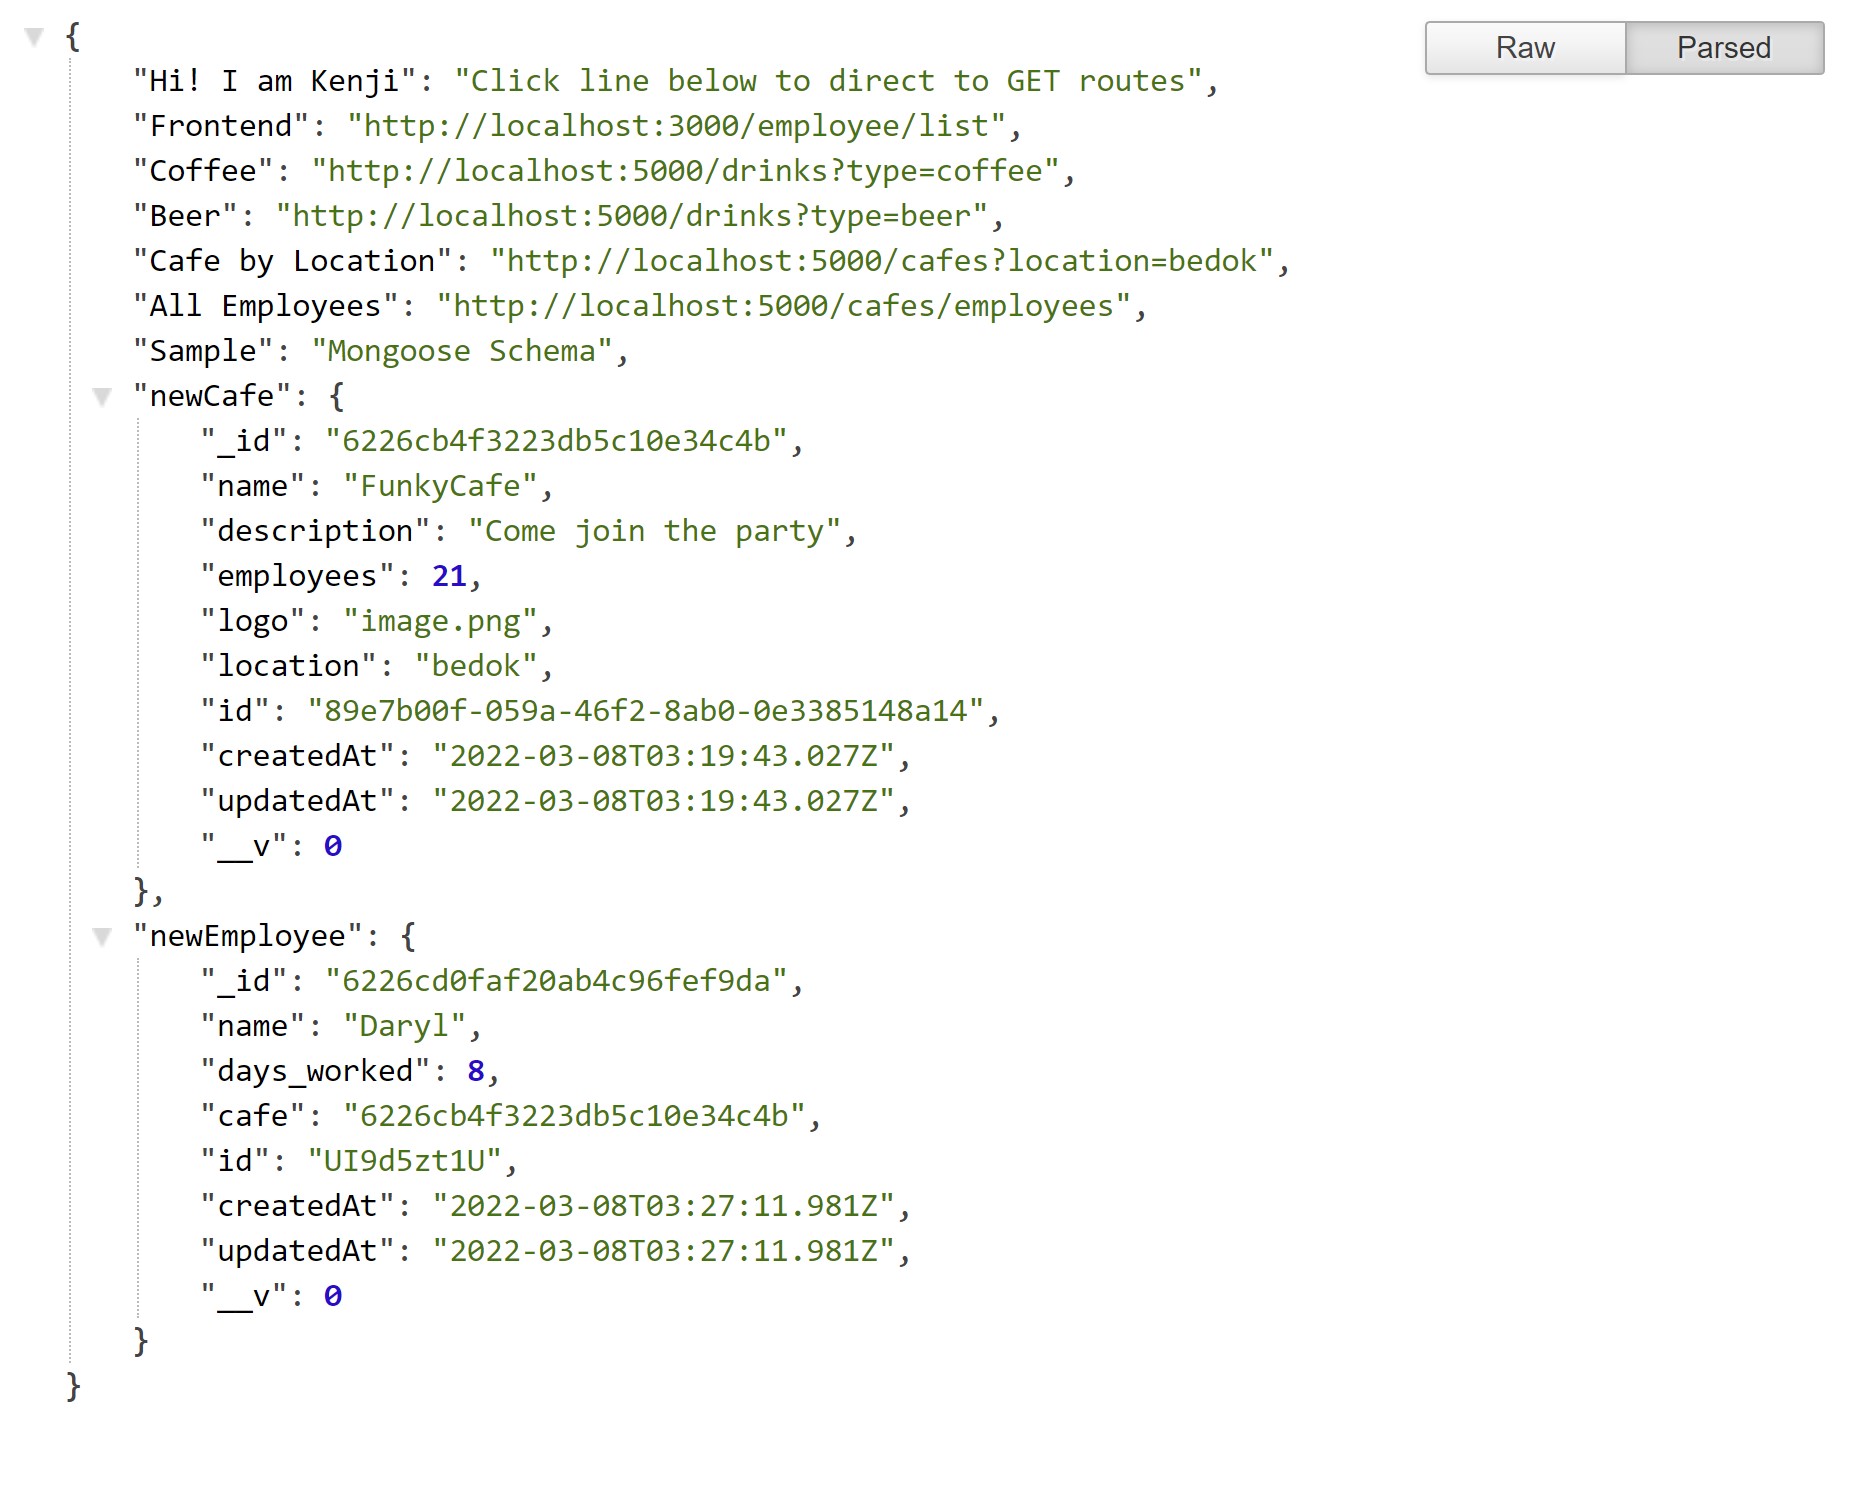 {
Raw Parsed
"Hi! I am Kenji": "Click line below to direct to GET routes",
"Frontend": "http://localhost:3000/employee/list",
"Coffee": "http://localhost:5000/drinks?type=coffee",
"Beer": "http://localhost:5000/drinks?type=beer",
"Cafe by Location": "http://localhost:5000/cafes?location=bedok",
"All Employees": "http://localhost:5000/cafes/employees",
"Sample": "Mongoose Schema",
"newCafe": {
"_id": "6226cb4f3223db5c10e34c4b",
"name": "FunkyCafe",
"description": "Come join the party",
"employees": 21,
"logo": "image.png",
"location": "bedok",
"id": "89e7b00f-059a-46f2-8ab0-0e3385148a14",
"createdAt": "2022-03-08T03:19:43.027Z",
"updatedAt": "2022-03-08T03:19:43.027Z",
"__v": 0
},
"newEmployee": {
"_id": "6226cd0faf20ab4c96fef9da",
"name": "Daryl",
"days_worked": 8,
"cafe": "6226cb4f3223db5c10e34c4b",
"id": "UI9d5zt1U",
"createdAt": "2022-03-08T03:27:11.981Z",
"updatedAt": "2022-03-08T03:27:11.981Z",
"__v": 0
}
}